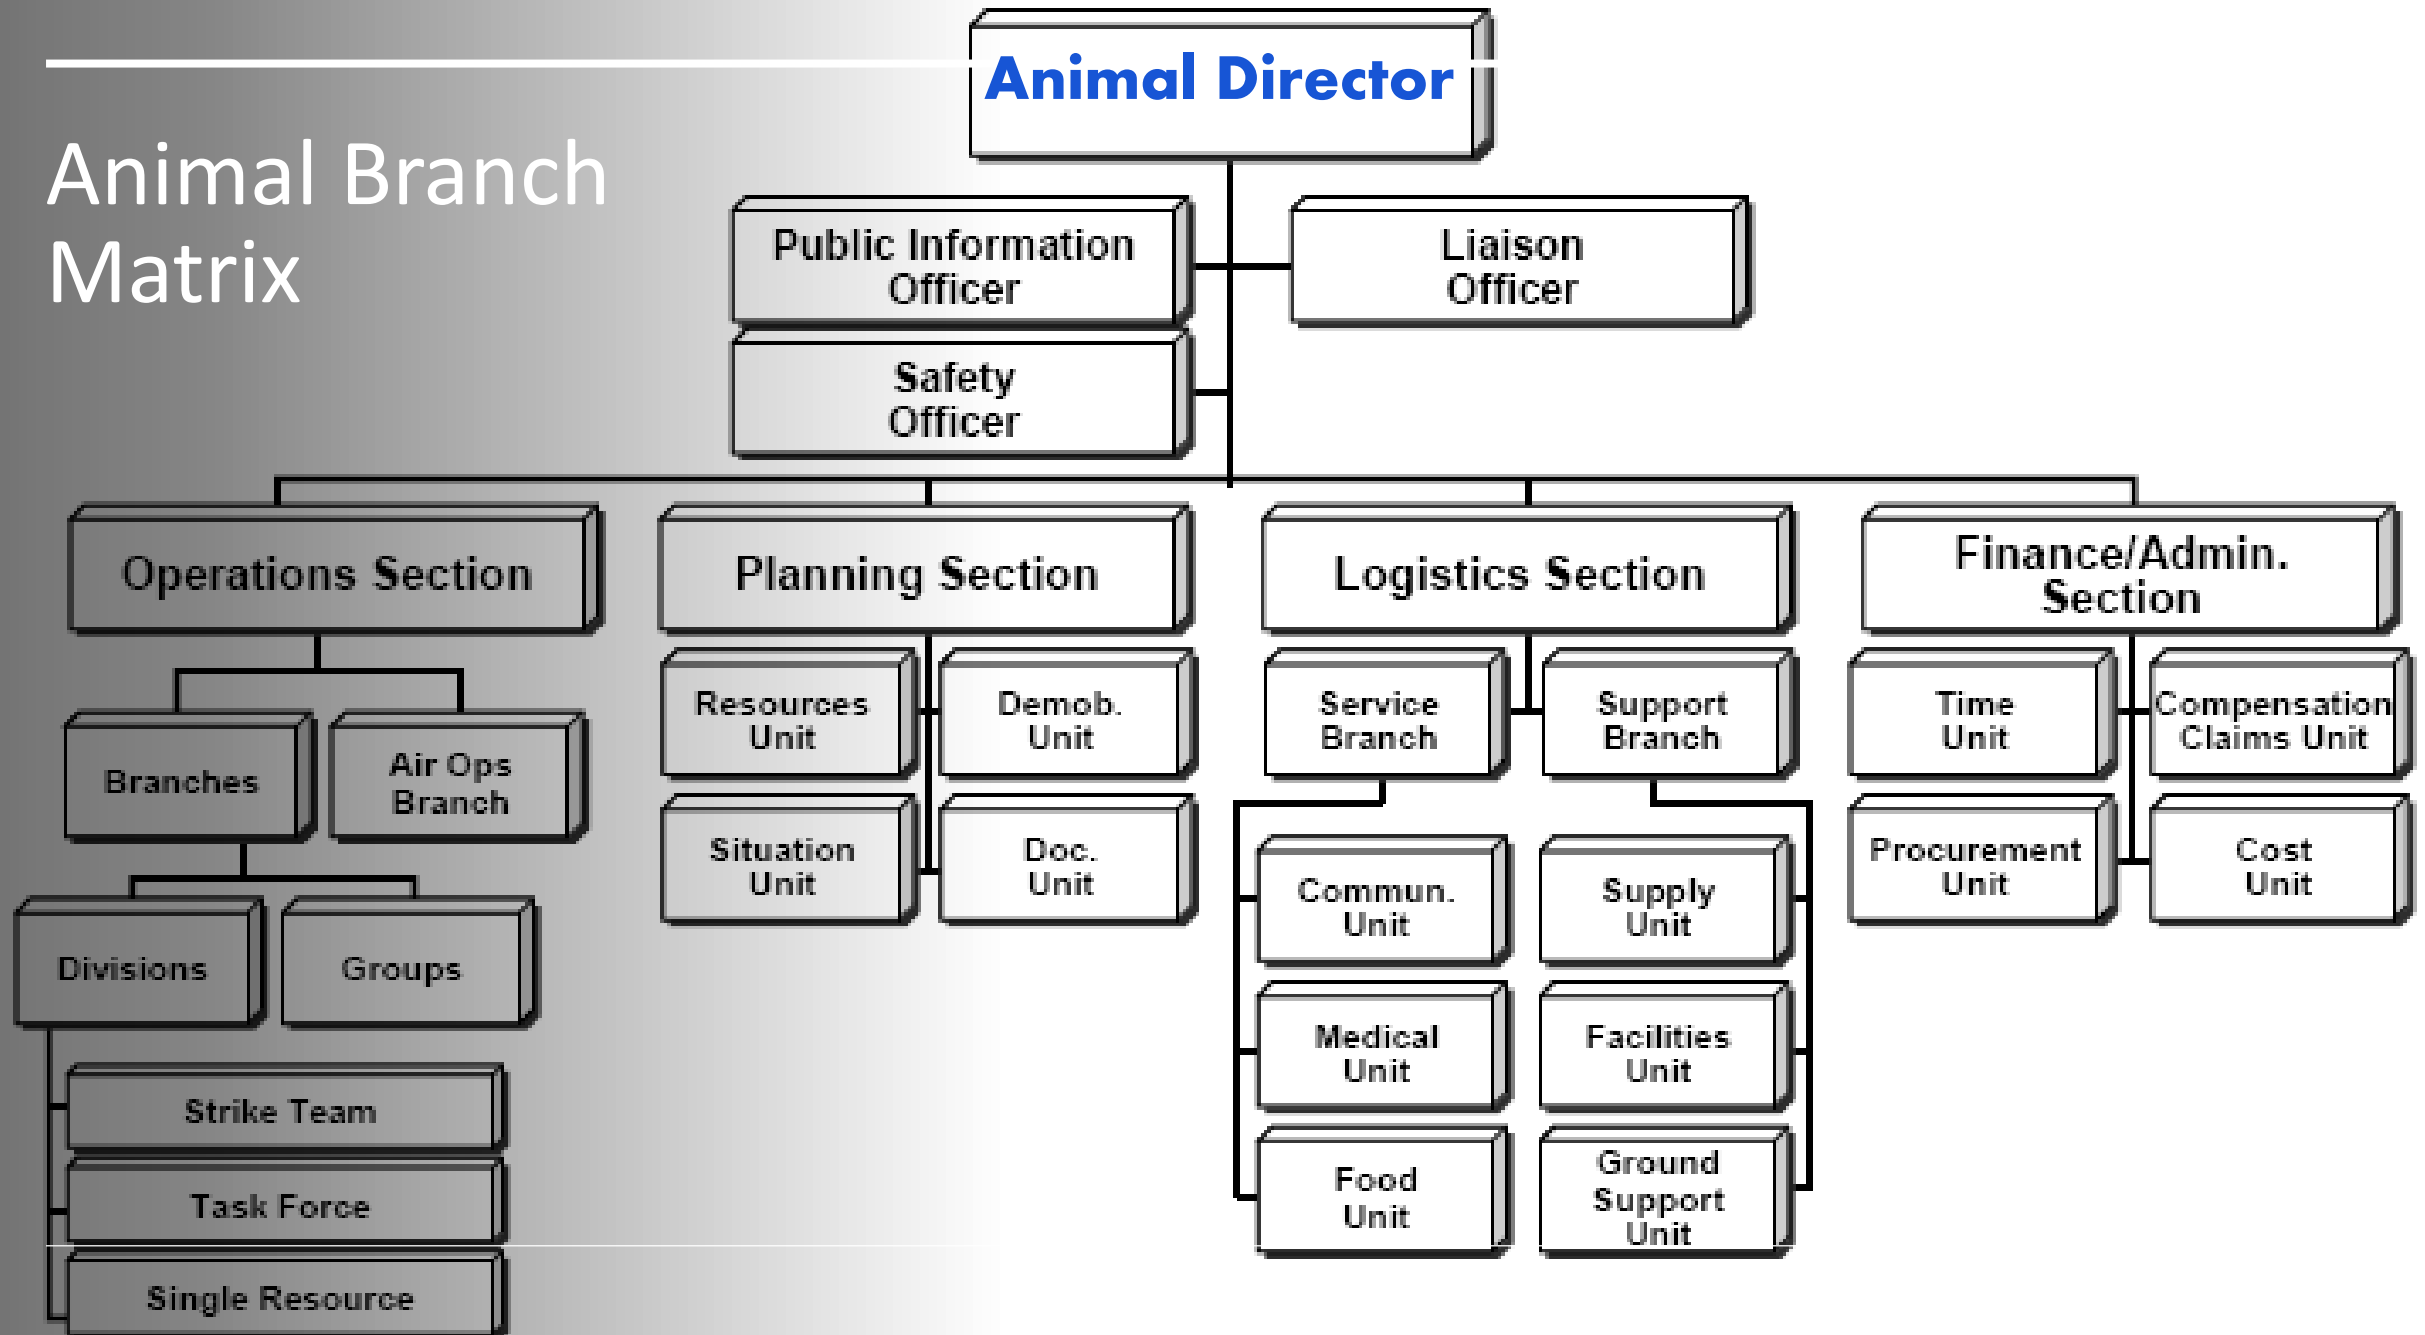 Animal Director
Animal Branch
Matrix
Public Information
Officer
Liaison
Officer
Safety
Officer
Operations Section
Planning Section
Logistics Section
Finance/Admin.
Section
Branches
Air Ops
Branch
Divisions
Groups
Strike Team
Task Force
Single Resource
Resources
Unit
Demob.
Unit
Situation
Unit
Doc.
Unit
Service
Branch
Support
Branch
Commun.
Unit
Supply
Unit
Medical
Unit
Facilities
Unit
Food
Unit
Ground
Support
Unit
Time
Unit
Compensation
Claims Unit
Procurement
Unit
Cost
Unit